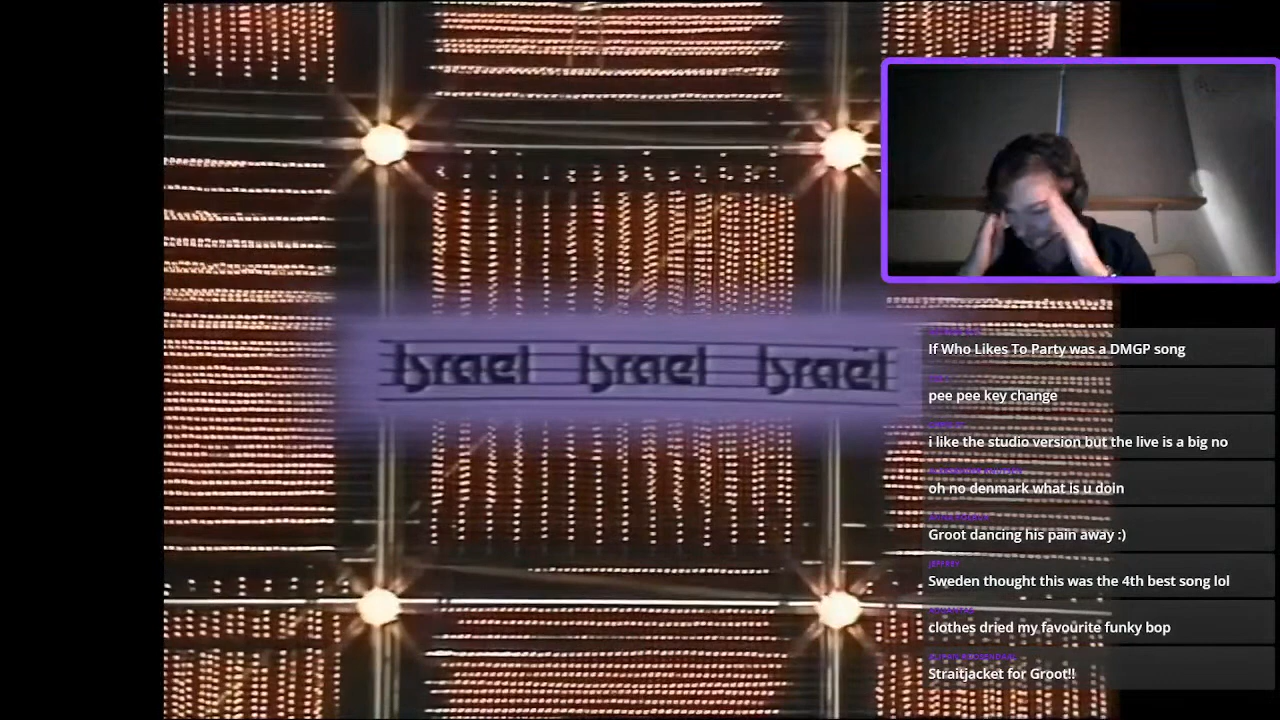 Israel Israel Israël
If Who Likes To Party was a DMGP song
pee pee key change
i like the studio version but the live is a big no
oh no denmark what is u doin
Groot dancing his pain away :)
JEFFREY
Sweden thought this was the 4th best song lol
clothes dried my favourite funky bop
Straitjacket for Groot!!